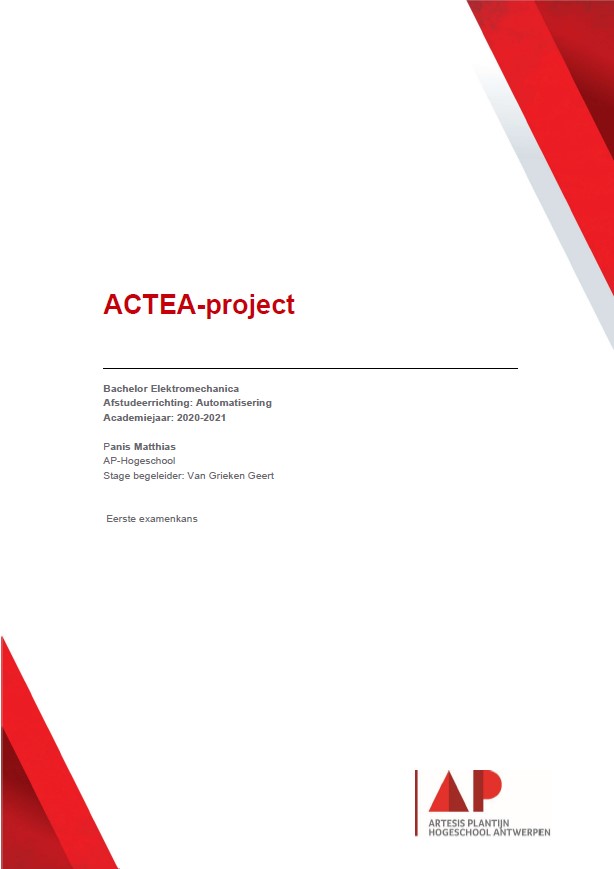 ACTEA-project
Bachelor Elektromechanica
Afstudeerrichting: Automatisering
Academiejaar: 2020-2021
Panis Matthias
AP-Hogeschool
Stage begeleider: Van Grieken Geert
Eerste examenkans
AP
ARTESIS PLANTIJN
HOGESCHOOL ANTWERPEN